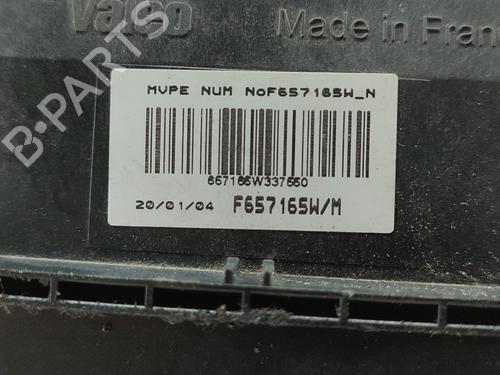 Valeo
Made in Fran
MVPE NUM NoF657165W_N
657165W337550
20/01/04 F657165W/M
B-PARTS